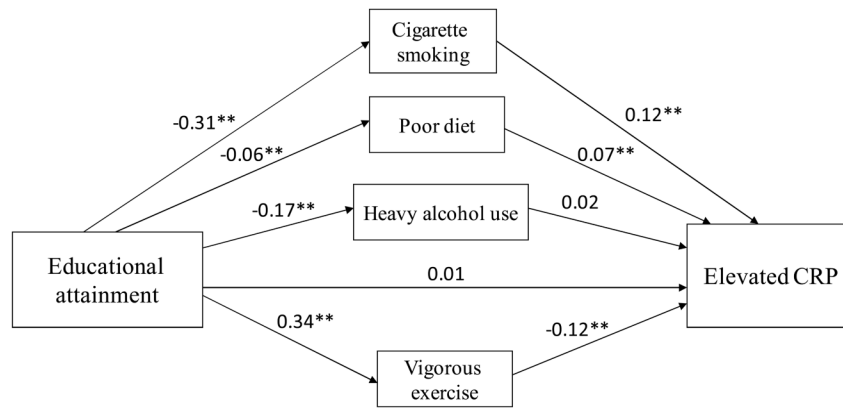 Cigarette
smoking
-0.31**
0.12**
Poor diet
-0.06**
0.07**
Heavy alcohol use
-0.17**
0.02
Educational
attainment
0.01
Elevated CRP
0.34**
-0.12**
Vigorous
exercise